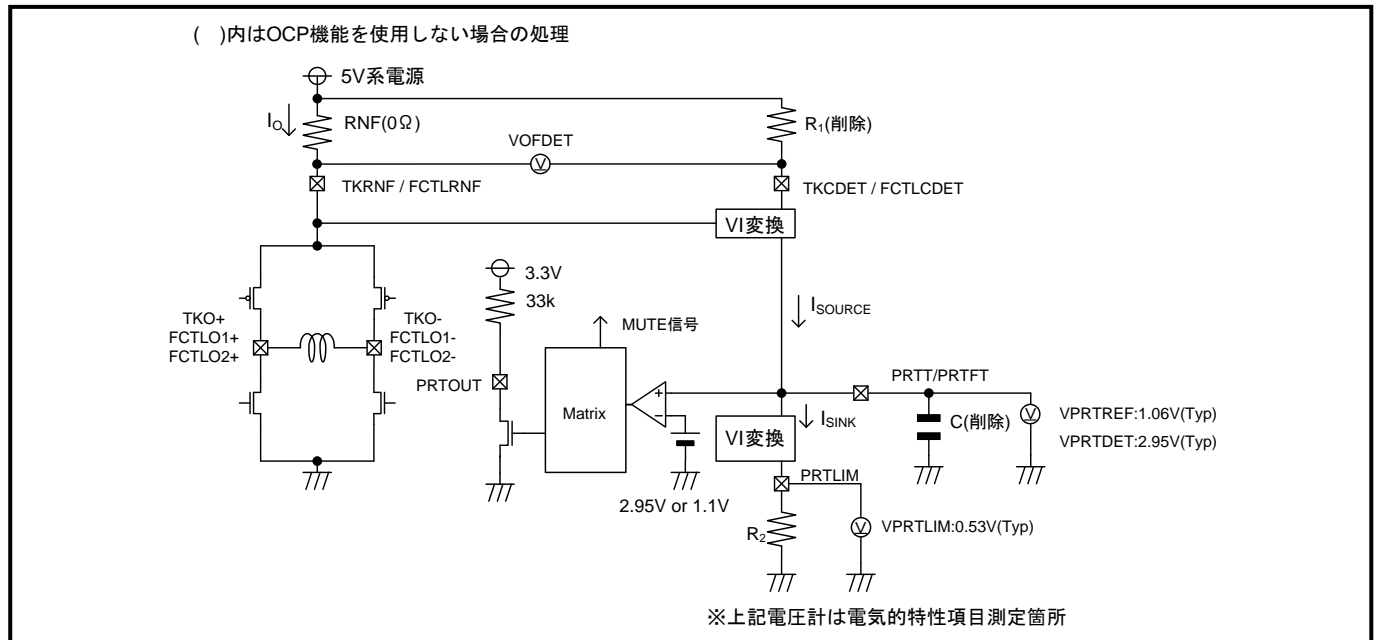 (　)内はOCP機能を使用しない場合の処理
5V系電源
IO
RNF(0Ω)
R1(削除)
VOFDET
TKRNF / FCTLRNF
TKCDET / FCTLCDET
VI変換
3.3V
33k
ISOURCE
TKO+
FCTLO1+
FCTLO2+
TKO-
FCTLO1-
FCTLO2-
MUTE信号
PRTOUT
Matrix
+
−
PRTT/PRTFT
ISINK
C(削除)
VPRTREF:1.06V(Typ)
VPRTDET:2.95V(Typ)
VI変換
PRTLIM
2.95V or 1.1V
R2
VPRTLIM:0.53V(Typ)
V
V
V
※上記電圧計は電気的特性項目測定箇所